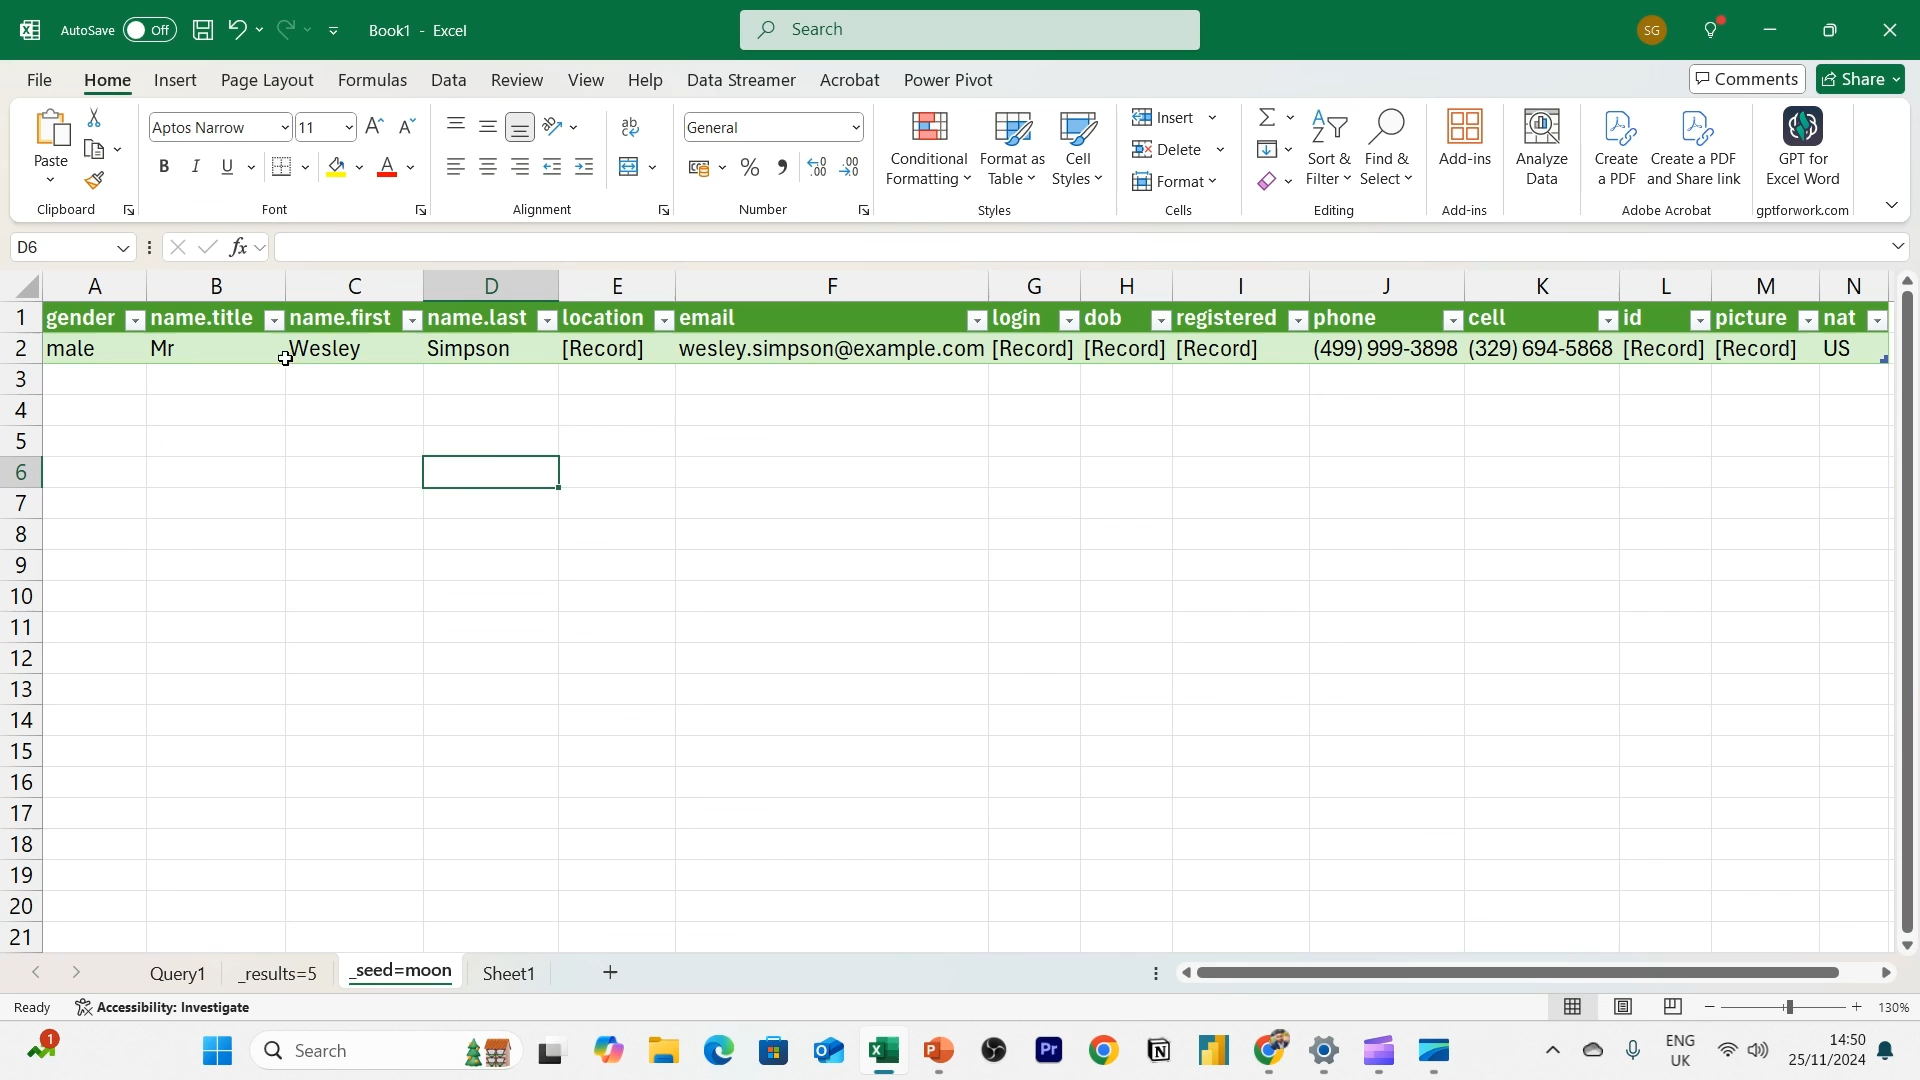 AutoSave Off Book1 - Excel Search SG
File Home Insert Page Layout Formulas Data Review View Help Data Streamer Acrobat Power Pivot Comments Share
Paste Aptos Narrow 11 General Conditional Formatting Format as Table Cell Styles Insert Delete Format Sort & Filter Find & Select Add-ins Analyze Data Create a PDF Create a PDF and Share link GPT for Excel Word
Clipboard Font Alignment Number Styles Cells Editing Add-ins Adobe Acrobat gptforwork.com
D6 fx
A B C D E F G H I J K L M N
1 gender name.title name.first name.last location email login dob registered phone cell id picture nat
2 male Mr Wesley Simpson [Record] wesley.simpson@example.com [Record] [Record] [Record] (499) 999-3898 (329) 694-5868 [Record] [Record] US
3
4
5
6
7
8
9
10
11
12
13
14
15
16
17
18
19
20
21
Query1 _results=5 _seed=moon Sheet1
Ready Accessibility: Investigate 130%
1 Search ENG 14:50
UK 25/11/2024